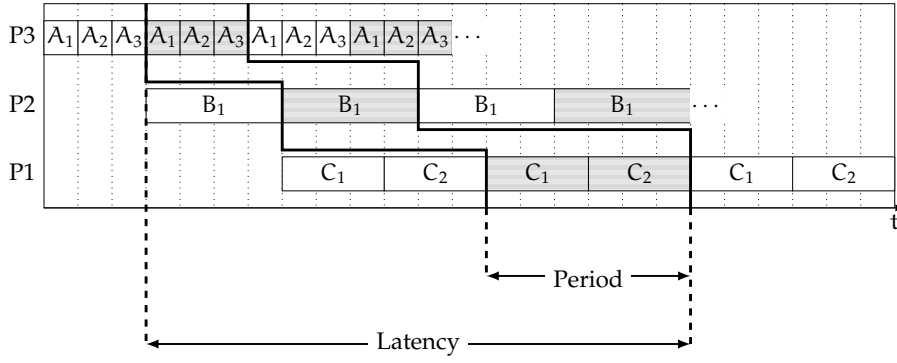 P3 A₁ A₂ A₃ A₁ A₂ A₃ A₁ A₂ A₃ A₁ A₂ A₃ ...
P2 B₁ B₁ B₁ B₁ ...
P1 C₁ C₂ C₁ C₂ C₁ C₂
t
Period
Latency